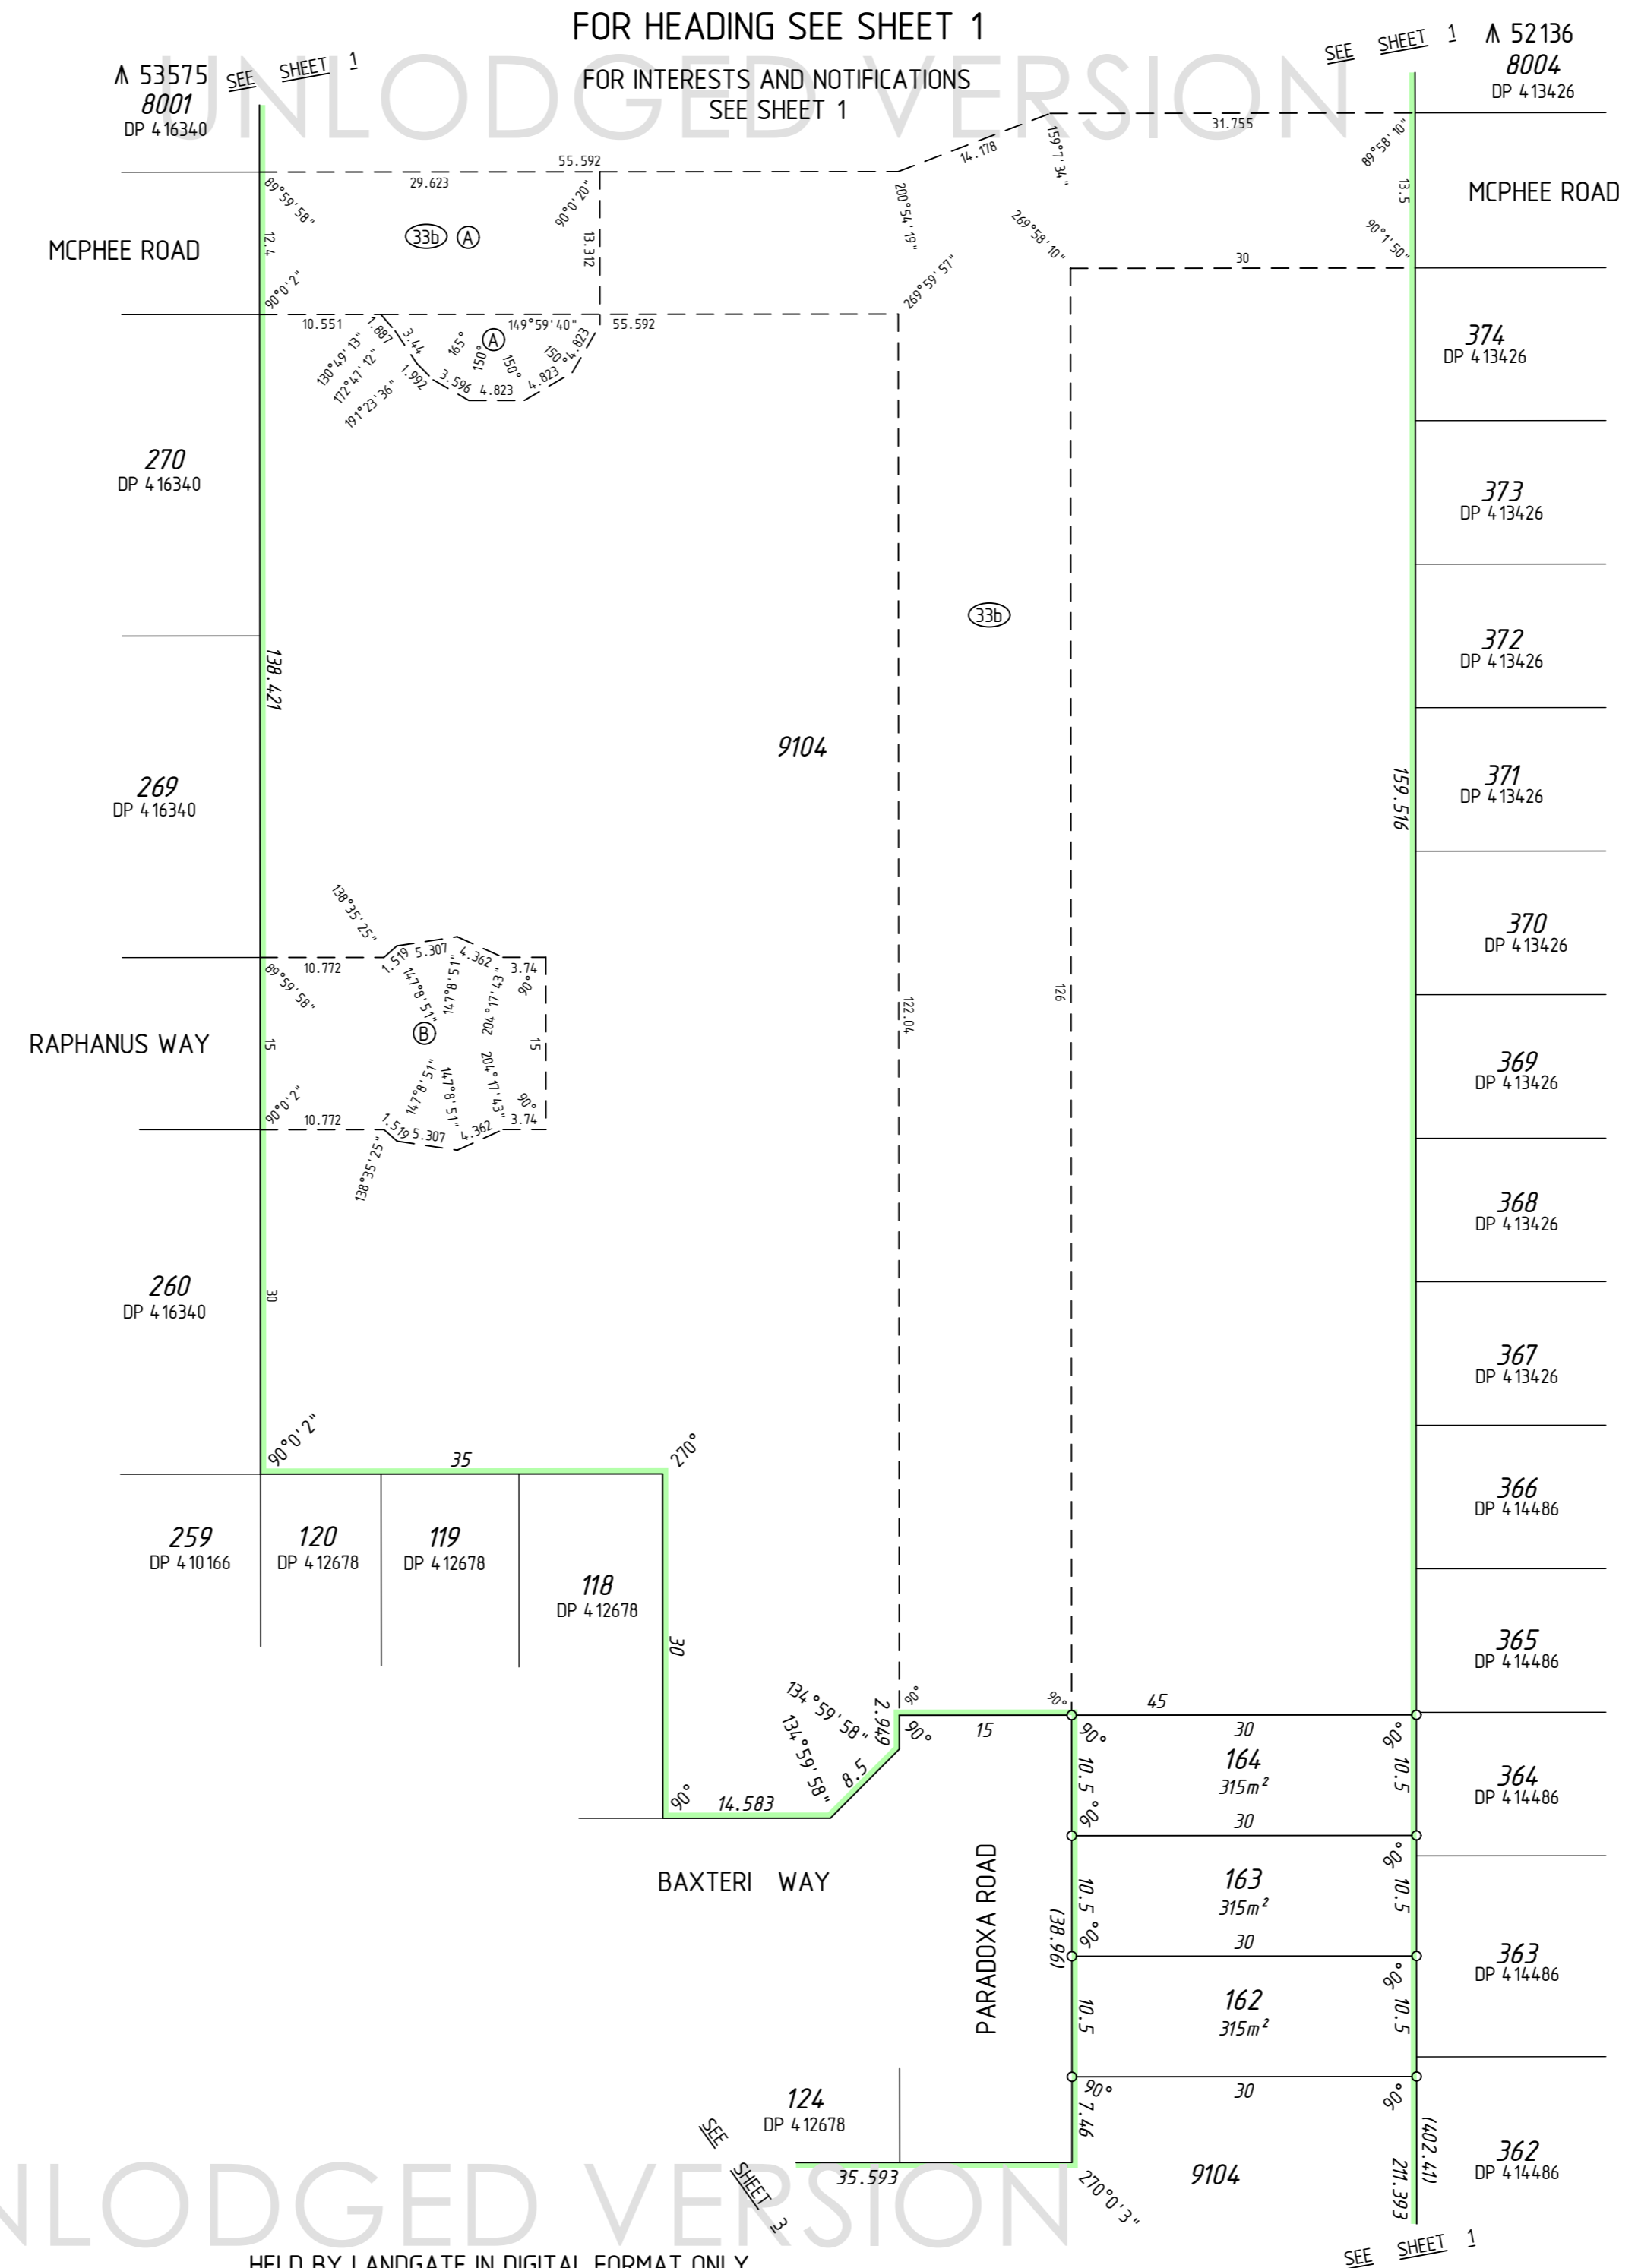 FOR HEADING SEE SHEET 1
UNLODGED VERSION
FOR INTERESTS AND NOTIFICATIONS
SEE SHEET 1
53575
8001
DP 416340
SEE SHEET 1
SEE SHEET 1
52136
8004
DP 413426
31.755
89°58'10"
159°7'34"
14.178
55.592
29.623
89°59'58"
90°0'20"
200°54'19"
13.5
MCPHEE ROAD
MCPHEE ROAD
12.4
33b A
13.312
269°58'10"
90°1'50"
90°0'2"
269°59'57"
30
10.551
149°59'40"
55.592
1.887
3.44
165°
A
150°
150°
150°
4.823
130°49'13"
172°47'12"
191°23'36"
1.992
3.596
4.823
4.823
374
DP 413426
270
DP 416340
373
DP 413426
33b
372
DP 413426
138.421
9104
371
DP 413426
159.516
269
DP 416340
370
DP 413426
138°35'25"
10.772
1.519
5.307
4.362
3.74
89°59'58"
147°8'51"
147°8'51"
204°17'43"
90°
126
122.04
RAPHANUS WAY
15
B
15
369
DP 413426
90°0'2"
147°8'51"
147°8'51"
204°17'43"
90°
10.772
1.519
5.307
4.362
3.74
138°35'25"
368
DP 413426
260
DP 416340
30
367
DP 413426
90°0'2"
35
270°
366
DP 414486
259
DP 410166
120
DP 412678
119
DP 412678
118
DP 412678
30
365
DP 414486
134°59'58"
134°59'58"
2.949
90°
90°
90°
45
15
90°
30
90°
8.5
10.5
164
315m²
10.5
364
DP 414486
90°
14.583
90°
30
BAXTERI WAY
PARADOXA ROAD
90°
10.5
163
315m²
10.5
(38.96)
90°
30
363
DP 414486
90°
10.5
162
315m²
10.5
124
DP 412678
90°
30
90°
7.46
SEE SHEET 3
35.593
270°0'3"
9104
(402.41)
211.393
362
DP 414486
SEE SHEET 1
NLODGED VERSION
HELD BY LANDGATE IN DIGITAL FORMAT ONLY